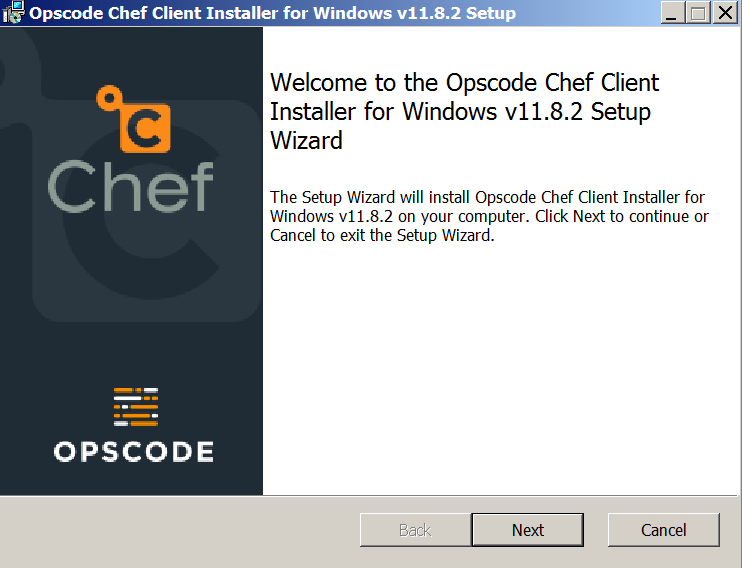 Opscode Chef Client Installer for Windows v11.8.2 Setup
Welcome to the Opscode Chef Client
Installer for Windows v11.8.2 Setup
Wizard
The Setup Wizard will install Opscode Chef Client Installer for
Windows v11.8.2 on your computer. Click Next to continue or
Cancel to exit the Setup Wizard.
C
Chef
OPSCODE
Back
Next
Cancel